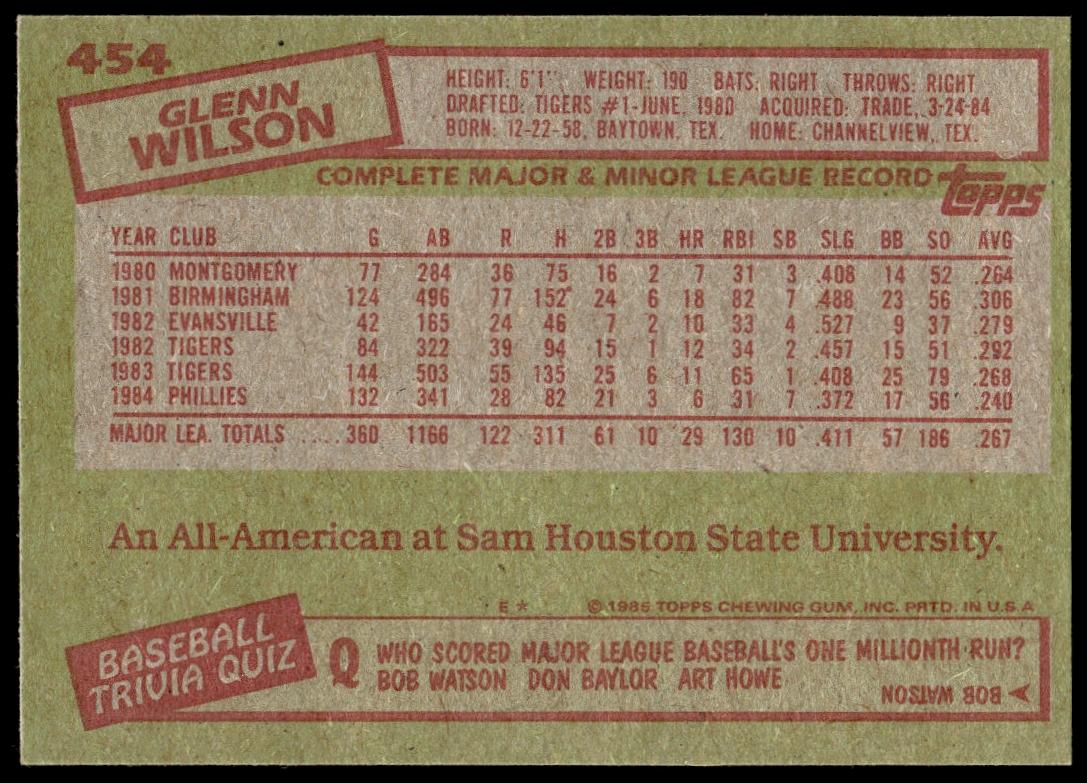 454
GLENN
WILSON
HEIGHT: 6'1" WEIGHT: 190 BATS: RIGHT THROWS: RIGHT
DRAFTED: TIGERS #1-JUNE, 1980 ACQUIRED: TRADE, 3-24-84
BORN: 12-22-58, BAYTOWN, TEX. HOME: CHANNELVIEW, TEX.
COMPLETE MAJOR & MINOR LEAGUE RECORD topps
YEAR CLUB G AB R H 2B 3B HR RBI SB SLG BB SO AVG
1980 MONTGOMERY 77 284 36 75 16 2 7 31 3 .408 14 52 .264
1981 BIRMINGHAM 124 496 77 152* 24 6 18 82 7 .488 23 56 .306
1982 EVANSVILLE 42 165 24 46 7 2 10 33 4 .527 9 37 .279
1982 TIGERS 84 322 39 94 15 1 12 34 2 .457 15 51 .292
1983 TIGERS 144 503 55 135 25 6 11 65 1 .408 25 79 .268
1984 PHILLIES 132 341 28 82 21 3 6 31 7 .372 17 56 .240
MAJOR LEA. TOTALS ..... 360 1166 122 311 61 10 29 130 10 .411 57 186 .267
An All-American at Sam Houston State University.
E * © 1985 TOPPS CHEWING GUM, INC. PRTD. IN U.S.A.
BASEBALL
TRIVIA QUIZ
Q WHO SCORED MAJOR LEAGUE BASEBALL'S ONE MILLIONTH RUN?
BOB WATSON DON BAYLOR ART HOWE
BOB WATSON